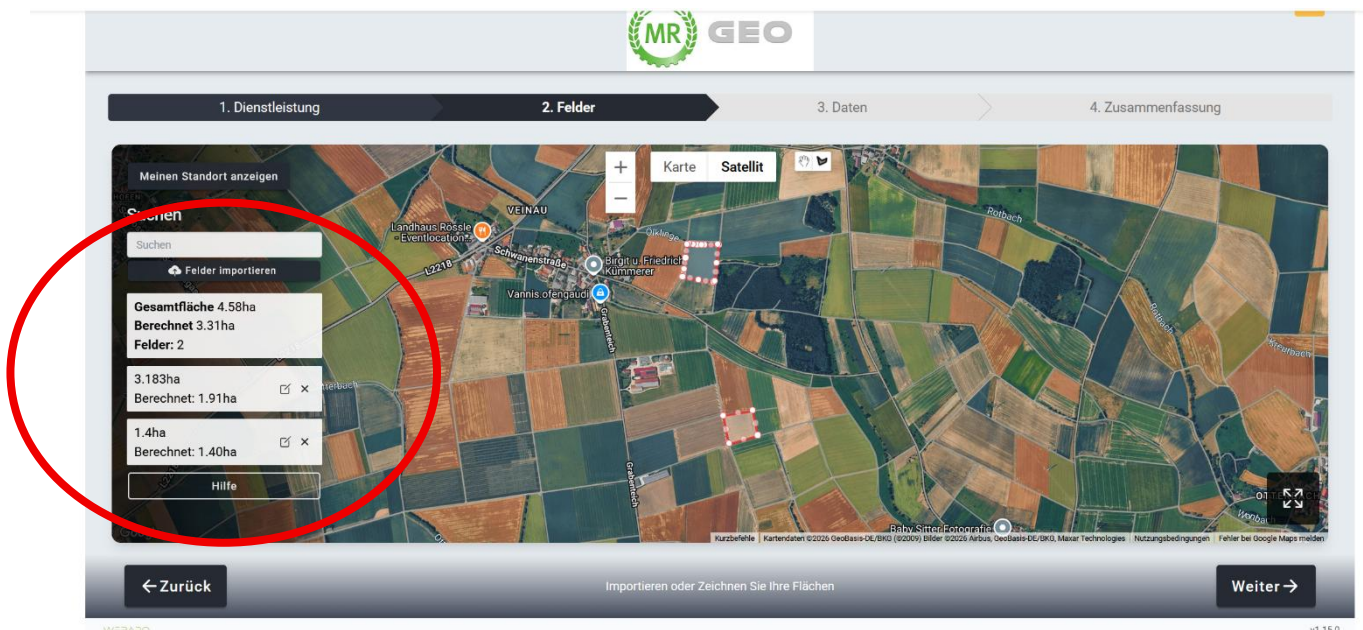 MR GEO
1. Dienstleistung
2. Felder
3. Daten
4. Zusammenfassung
Meinen Standort anzeigen
Suchen
Suchen
Felder importieren
Gesamtfläche 4.58ha
Berechnet 3.31ha
Felder: 2
3.183ha
Berechnet: 1.91ha
1.4ha
Berechnet: 1.40ha
Hilfe
+
−
Karte
Satellit
VEINAU
Landhaus Rössle
- Eventlocation...
Schwanenstraße
L2218
Birgit u. Friedrich
Kümmerer
Vannis.ofengaudi
Grabenteich
Grabenteich
Rotbach
Rotbach
Baby Sitter Fotografie
Kurzbefehle
Kartendaten ©2026 GeoBasis-DE/BKG (©2009) Bilder ©2026 Airbus, GeoBasis-DE/BKG, Maxar Technologies
Nutzungsbedingungen
Fehler bei Google Maps melden
←Zurück
Importieren oder Zeichnen Sie Ihre Flächen
Weiter→